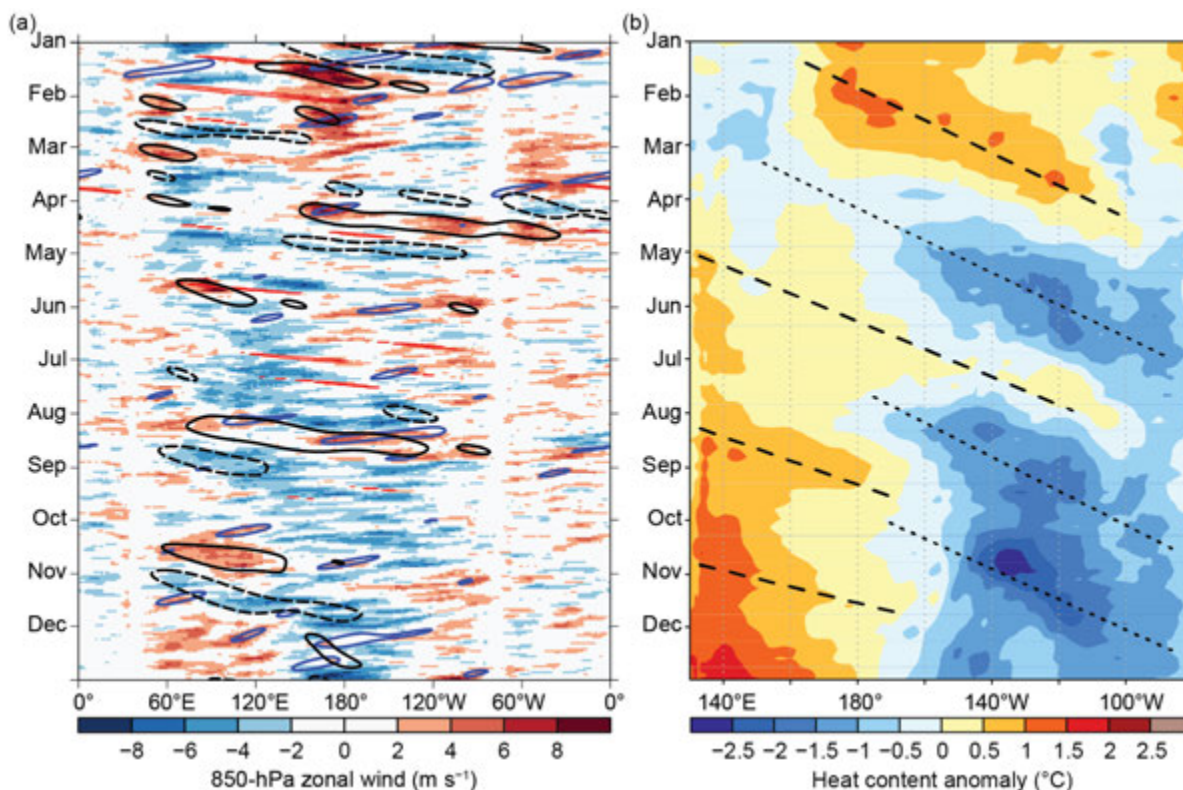 (a)
(b)
Jan
Feb
Mar
Apr
May
Jun
Jul
Aug
Sep
Oct
Nov
Dec
0° 60°E 120° 180° 120°W 60°W 0°
−8 −6 −4 −2 0 2 4 6 8
850-hPa zonal wind (m s⁻¹)
Jan
Feb
Mar
Apr
May
Jun
Jul
Aug
Sep
Oct
Nov
Dec
140°E 180° 140°W 100°W
−2.5 −2 −1.5 −1 −0.5 0 0.5 1 1.5 2 2.5
Heat content anomaly (°C)